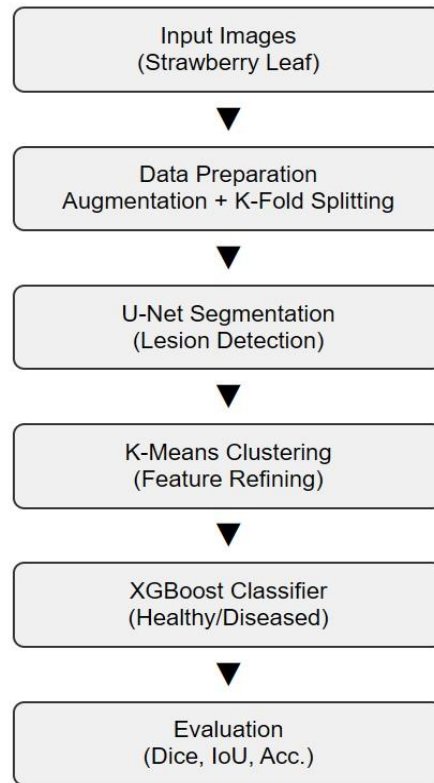 Input Images
(Strawberry Leaf)
Data Preparation
Augmentation + K-Fold Splitting
U-Net Segmentation
(Lesion Detection)
K-Means Clustering
(Feature Refining)
XGBoost Classifier
(Healthy/Diseased)
Evaluation
(Dice, IoU, Acc.)